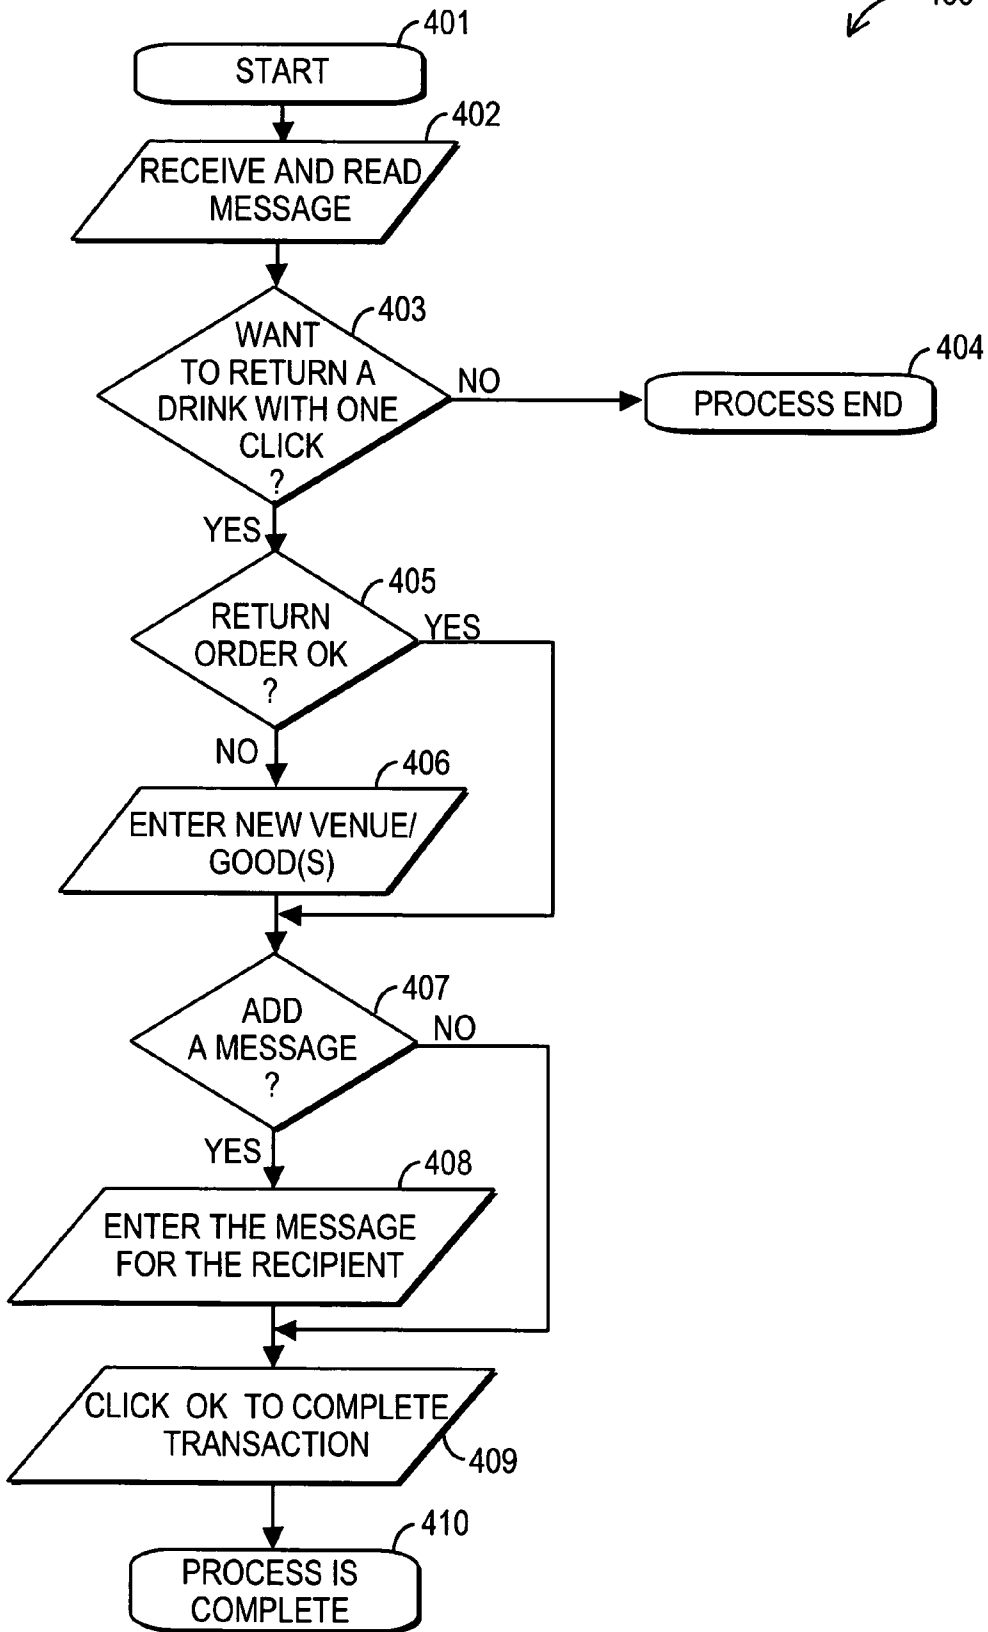 401
START
402
RECEIVE AND READ
MESSAGE
403
WANT
TO RETURN A
DRINK WITH ONE
CLICK
?
NO
404
PROCESS END
YES
405
RETURN
ORDER OK
?
YES
NO
406
ENTER NEW VENUE/
GOOD(S)
407
ADD
A MESSAGE
?
NO
YES
408
ENTER THE MESSAGE
FOR THE RECIPIENT
CLICK OK TO COMPLETE
TRANSACTION
409
410
PROCESS IS
COMPLETE